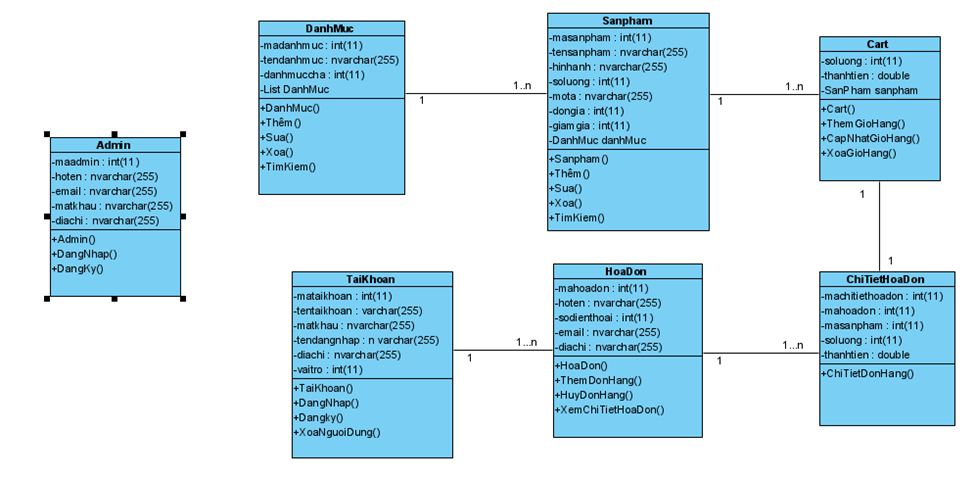 DanhMuc
-madanhmuc : int(11)
-tendanhmuc : nvarchar(255)
-danhmuccha : int(11)
-List DanhMuc
+DanhMuc()
+Thêm()
+Sua()
+Xoa()
+TimKiem()
1
1..n
Sanpham
-masanpham : int(11)
-tensanpham : nvarchar(255)
-hinhanh : nvarchar(255)
-soluong : int(11)
-mota : nvarchar(255)
-dongia : int(11)
-giamgia : int(11)
-DanhMuc danhMuc
+Sanpham()
+Thêm()
+Sua()
+Xoa()
+TimKiem()
1
1..n
Cart
-soluong : int(11)
-thanhtien : double
-SanPham sanpham
+Cart()
+ThemGioHang()
+CapNhatGioHang()
+XoaGioHang()
1
1
Admin
-maadmin : int(11)
-hoten : nvarchar(255)
-email : nvarchar(255)
-matkhau : nvarchar(255)
-diachi : nvarchar(255)
+Admin()
+DangNhap()
+DangKy()
TaiKhoan
-mataikhoan : int(11)
-tentaikhoan : varchar(255)
-matkhau : nvarchar(255)
-tendangnhap : n varchar(255)
-diachi : nvarchar(255)
-vaitro : int(11)
+TaiKhoan()
+DangNhap()
+Dangky()
+XoaNguoiDung()
1
1...n
HoaDon
-mahoadon : int(11)
-hoten : nvarchar(255)
-sodienthoai : int(11)
-email : nvarchar(255)
-diachi : nvarchar(255)
+HoaDon()
+ThemDonHang()
+HuyDonHang()
+XemChiTietHoaDon()
1
1...n
ChiTietHoaDon
-machitiethoadon : int(11)
-mahoadon : int(11)
-masanpham : int(11)
-soluong : int(11)
-thanhtien : double
+ChiTietDonHang()